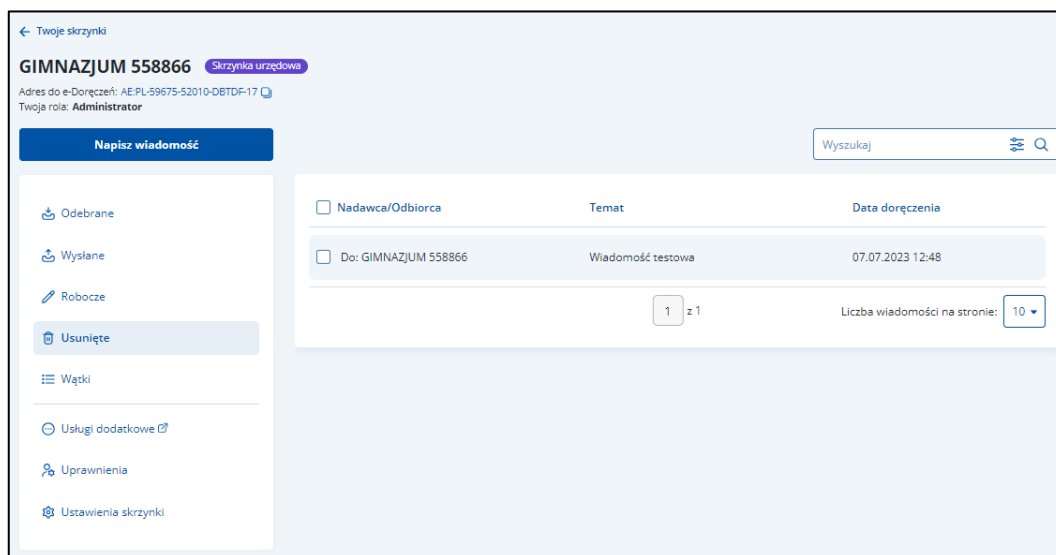 Twoje skrzynki
GIMNAZJUM 558866 Skrzynka urzędowa
Adres do e-Doręczeń: AE:PL-59675-52010-DBTDF-17
Twoja rola: Administrator
Napisz wiadomość
Wyszukaj
Odebrane
Wysłane
Robocze
Usunięte
Wątki
Usługi dodatkowe
Uprawnienia
Ustawienia skrzynki
Nadawca/Odbiorca Temat Data doręczenia
Do: GIMNAZJUM 558866 Wiadomość testowa 07.07.2023 12:48
1 z 1 Liczba wiadomości na stronie: 10